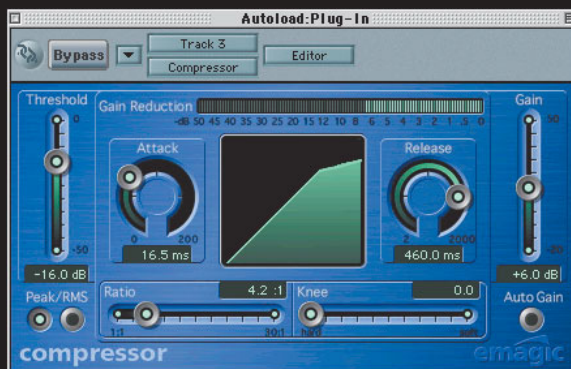 Autoload:Plug-In
Bypass
Track 3
Compressor
Editor
Threshold
0
-50
-16.0 dB
Gain Reduction
-dB 50 45 40 35 30 25 20 15 12 10 8 6 5 4 3 2 1 .5 0
Attack
0 200
16.5 ms
Release
2 2000
460.0 ms
Gain
50
+6.0 dB
Peak/RMS
Ratio 4.2 :1
1:1 30:1
Knee 0.0
hard soft
Auto Gain
compressor
emagic